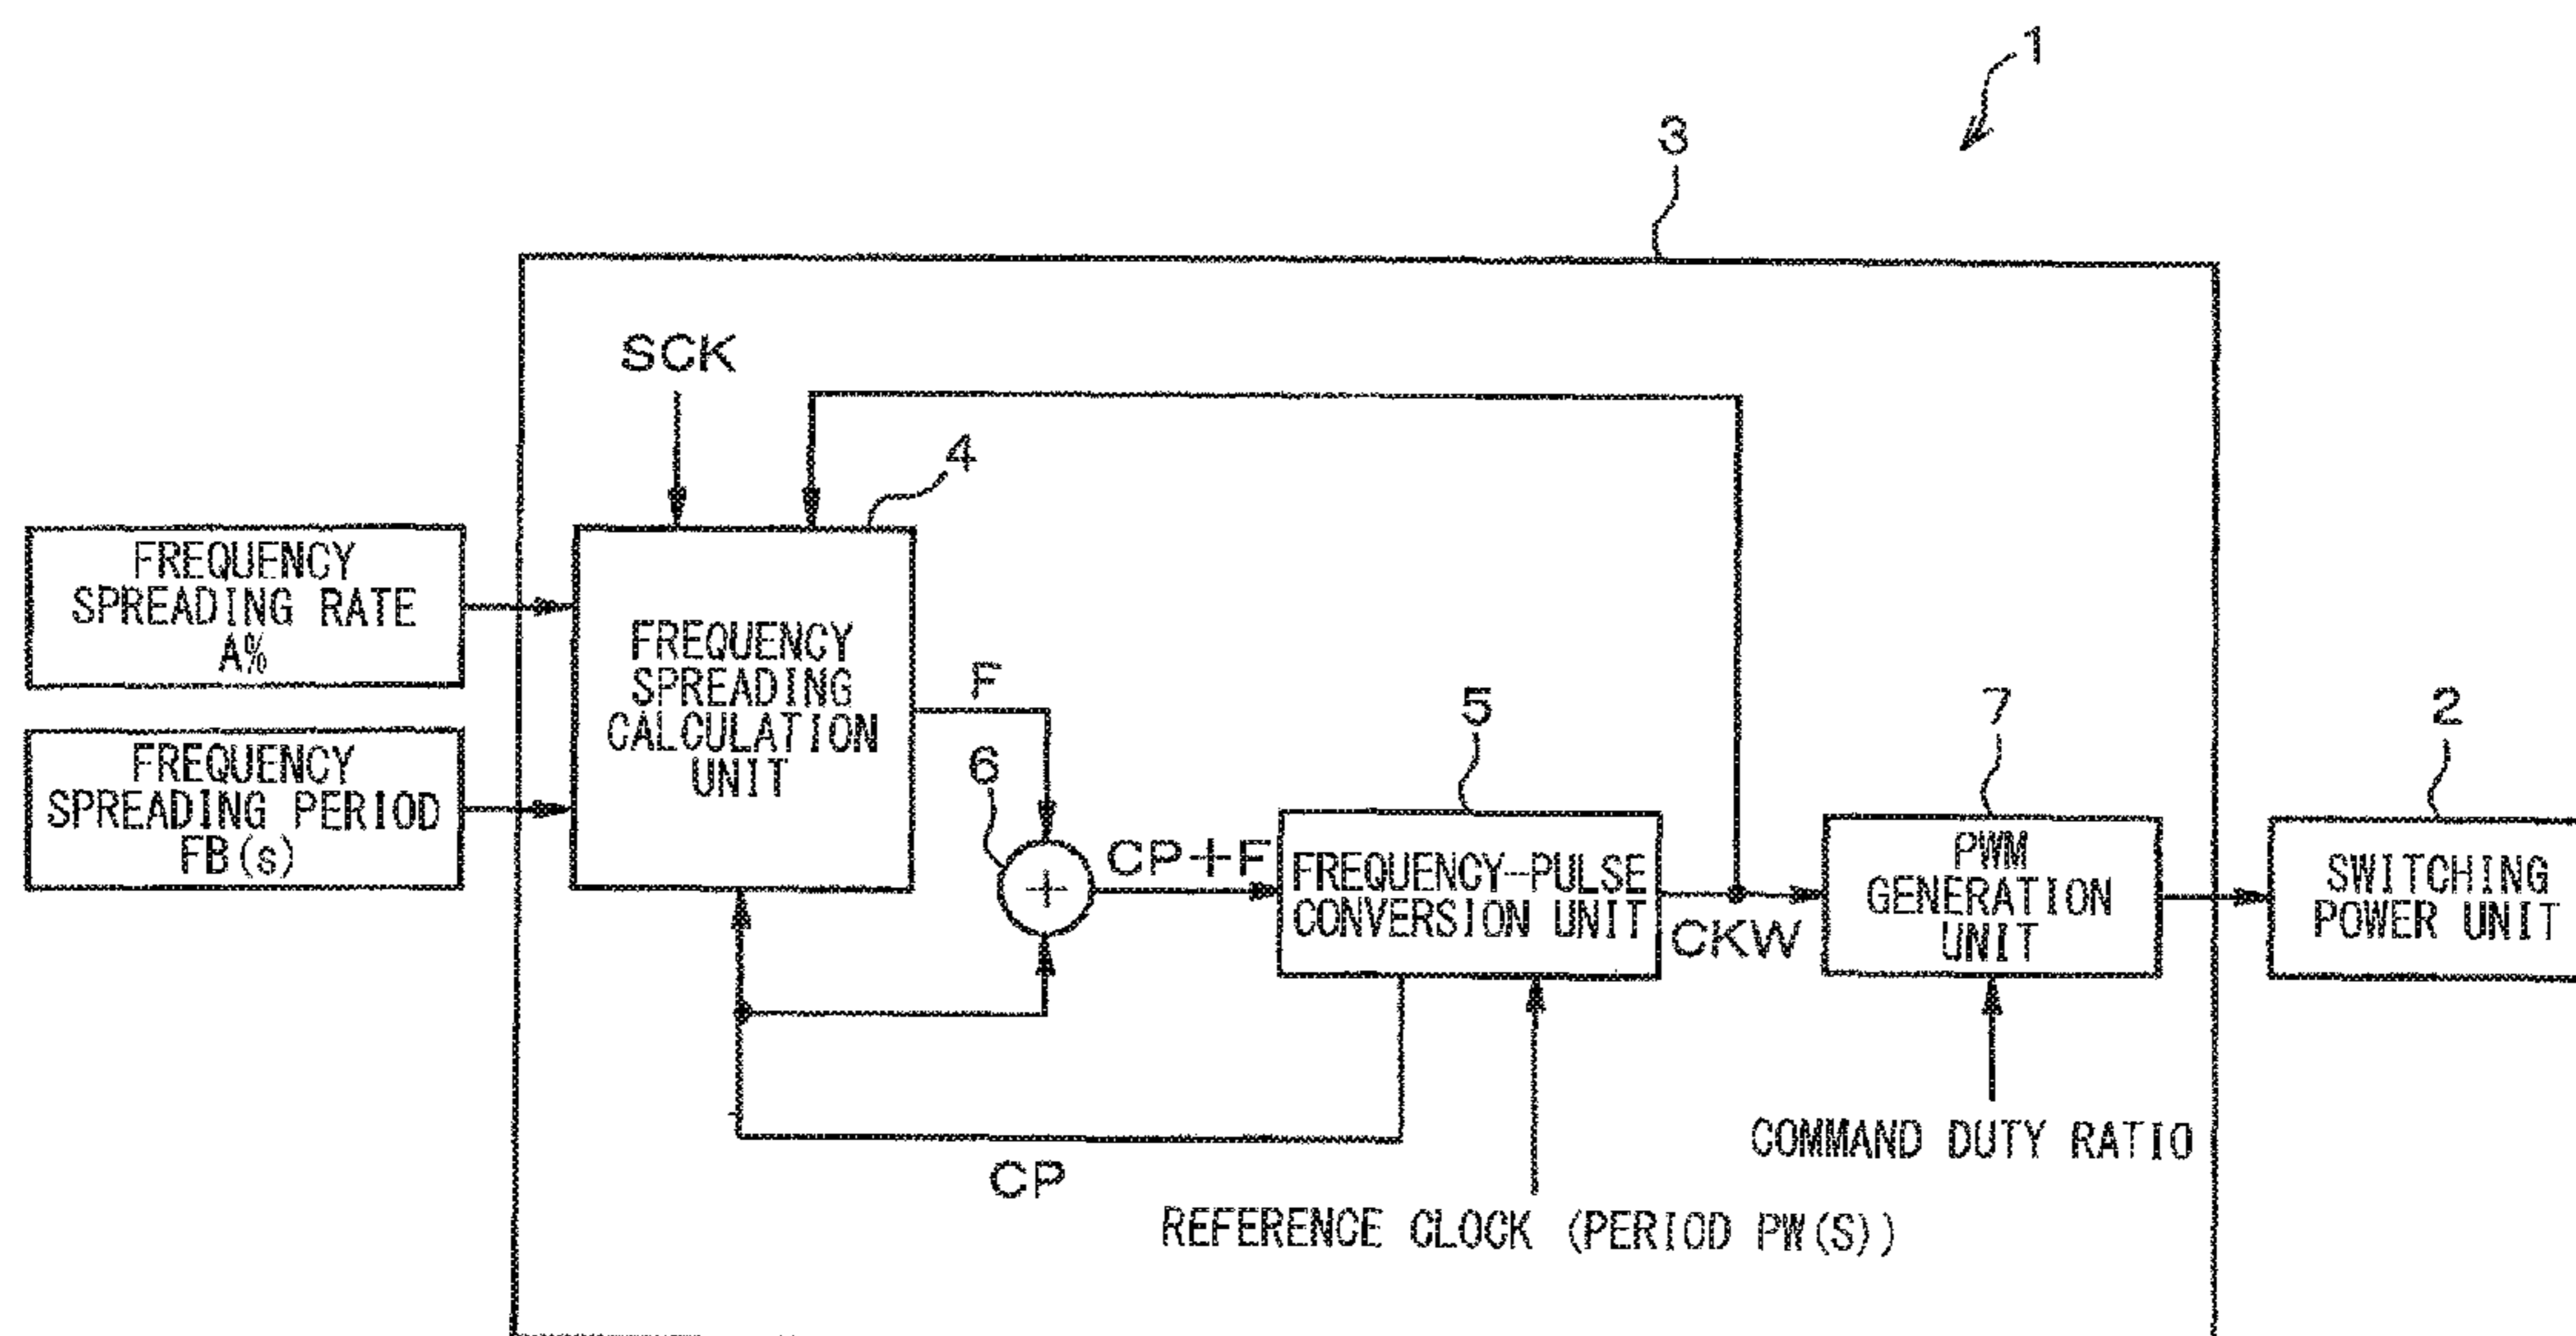 1
3
SCK
4
FREQUENCY
SPREADING RATE
A%
FREQUENCY
SPREADING PERIOD
FB(s)
FREQUENCY
SPREADING
CALCULATION
UNIT
F
6
+
CP+F
5
FREQUENCY-PULSE
CONVERSION UNIT
CKW
7
PWM
GENERATION
UNIT
2
SWITCHING
POWER UNIT
CP
COMMAND DUTY RATIO
REFERENCE CLOCK (PERIOD PW(S))